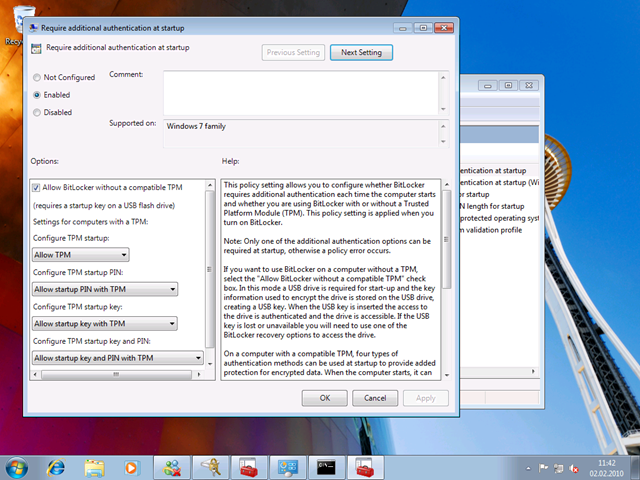 Recy
Require additional authentication at startup
Require additional authentication at startup
Previous Setting
Next Setting
Not Configured
Enabled
Disabled
Comment:
Supported on:
Windows 7 family
Options:
Help:
Allow BitLocker without a compatible TPM
(requires a startup key on a USB flash drive)
Settings for computers with a TPM:
Configure TPM startup:
Allow TPM
Configure TPM startup PIN:
Allow startup PIN with TPM
Configure TPM startup key:
Allow startup key with TPM
Configure TPM startup key and PIN:
Allow startup key and PIN with TPM
This policy setting allows you to configure whether BitLocker
requires additional authentication each time the computer starts
and whether you are using BitLocker with or without a Trusted
Platform Module (TPM). This policy setting is applied when you
turn on BitLocker.
Note: Only one of the additional authentication options can be
required at startup, otherwise a policy error occurs.
If you want to use BitLocker on a computer without a TPM,
select the "Allow BitLocker without a compatible TPM" check
box. In this mode a USB drive is required for start-up and the key
information used to encrypt the drive is stored on the USB drive,
creating a USB key. When the USB key is inserted the access to
the drive is authenticated and the drive is accessible. If the USB
key is lost or unavailable you will need to use one of the
BitLocker recovery options to access the drive.
On a computer with a compatible TPM, four types of
authentication methods can be used at startup to provide added
protection for encrypted data. When the computer starts, it can
OK
Cancel
Apply
entication at startup
entication at startup (Wi
N length for startup
protected operating sys
m validation profile
11:42
02.02.2010